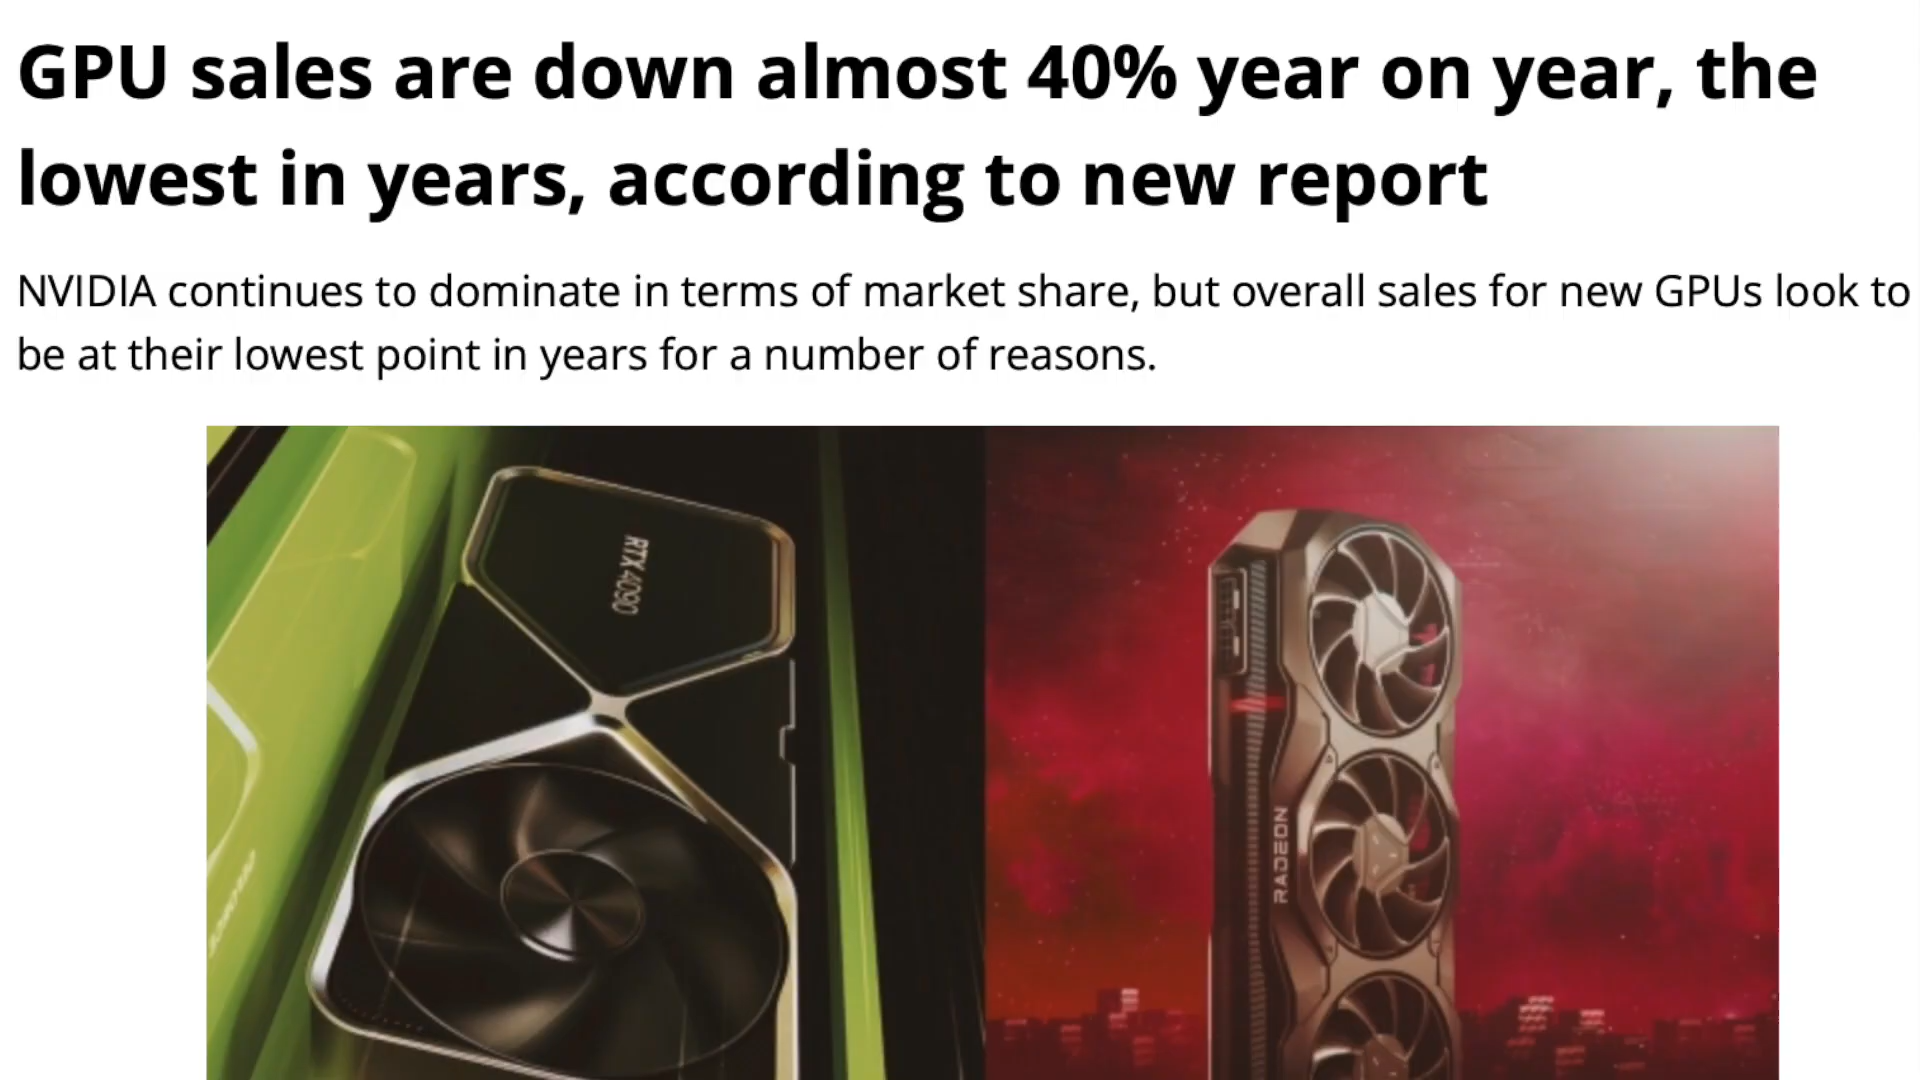 GPU sales are down almost 40% year on year, the
lowest in years, according to new report
NVIDIA continues to dominate in terms of market share, but overall sales for new GPUs look to
be at their lowest point in years for a number of reasons.
RTX 4090
RADEON